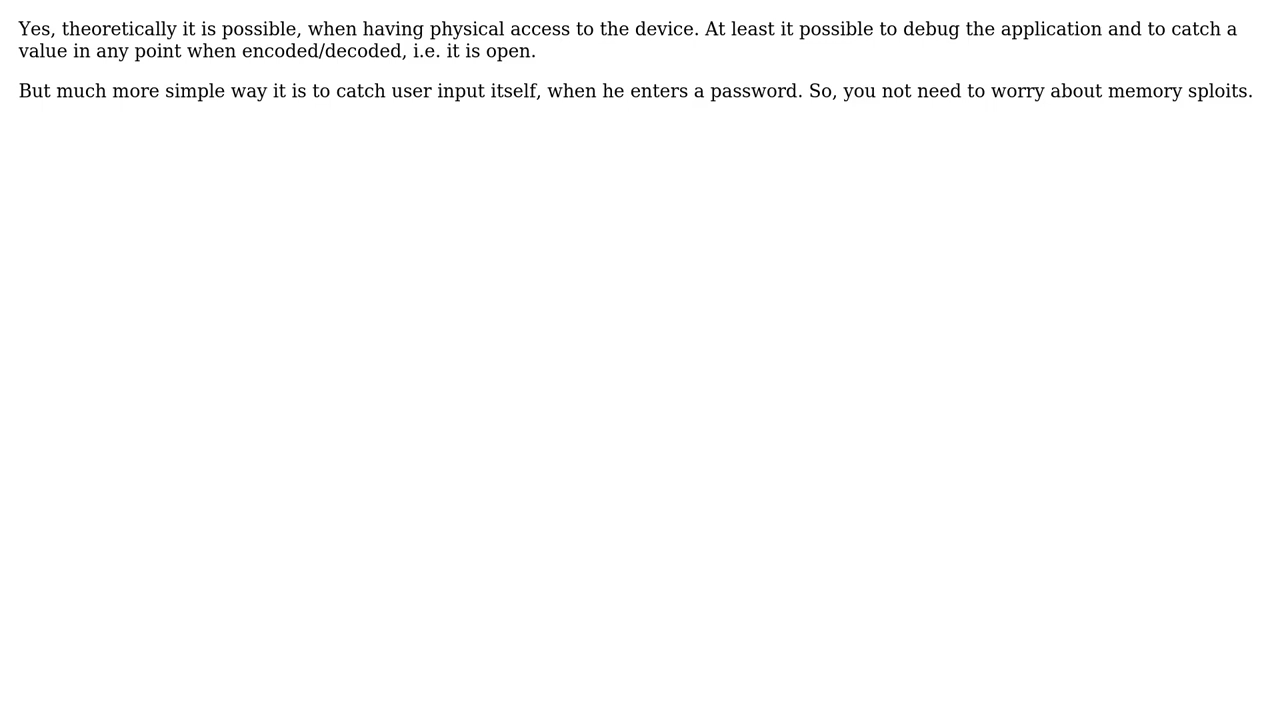 Yes, theoretically it is possible, when having physical access to the device. At least it possible to debug the application and to catch a
value in any point when encoded/decoded, i.e. it is open.
But much more simple way it is to catch user input itself, when he enters a password. So, you not need to worry about memory sploits.